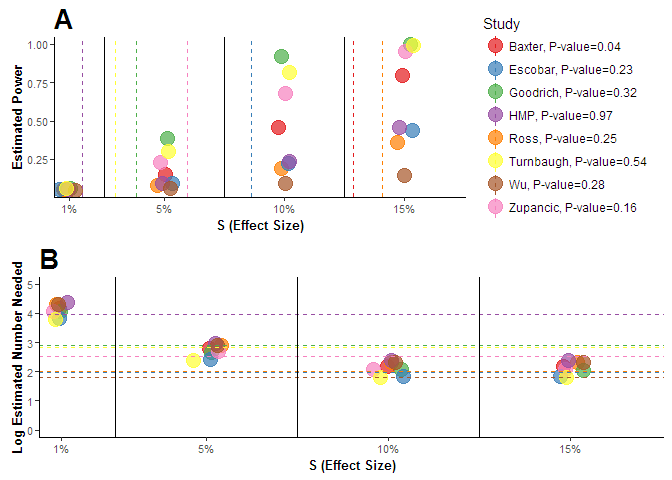 A
Study
Baxter, P-value=0.04
Escobar, P-value=0.23
Goodrich, P-value=0.32
HMP, P-value=0.97
Ross, P-value=0.25
Turnbaugh, P-value=0.54
Wu, P-value=0.28
Zupancic, P-value=0.16
Estimated Power
1.00
0.75
0.50
0.25
1%
5%
10%
15%
S (Effect Size)
B
Log Estimated Number Needed
5
4
3
2
1
0
1%
5%
10%
15%
S (Effect Size)